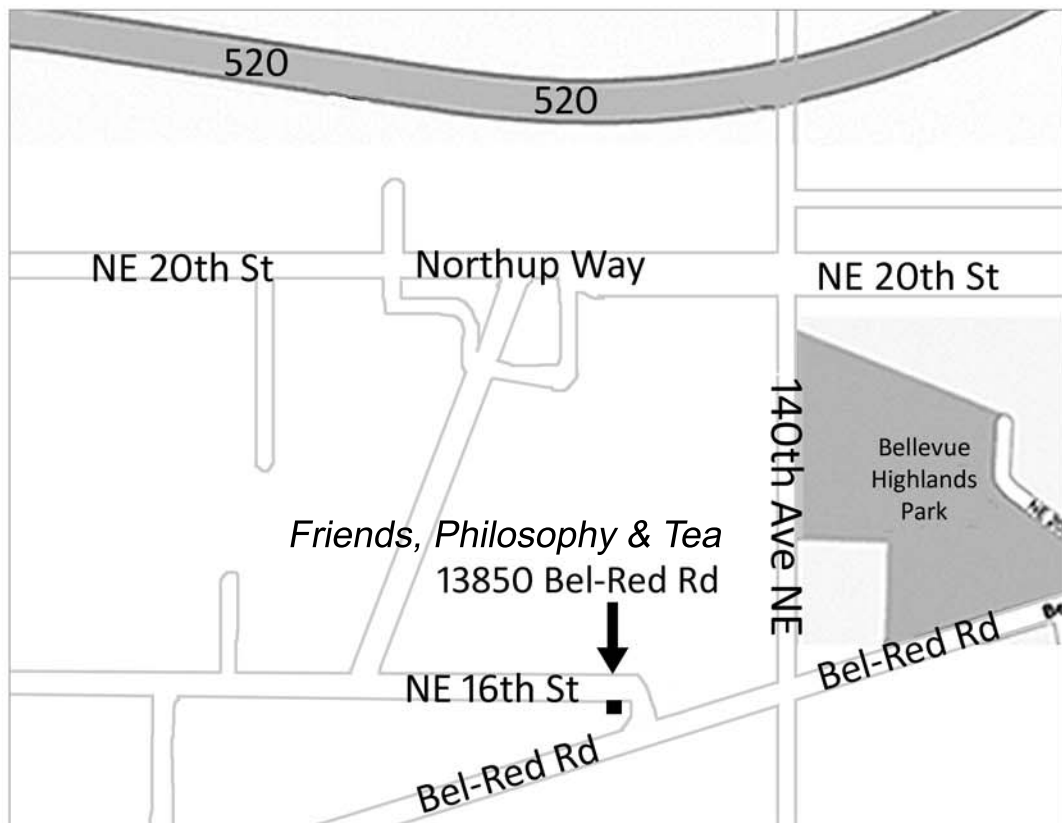 520
520
NE 20th St
Northup Way
NE 20th St
140th Ave NE
Bellevue
Highlands
Park
Friends, Philosophy & Tea
13850 Bel-Red Rd
NE 16th St
Bel-Red Rd
Bel-Red Rd